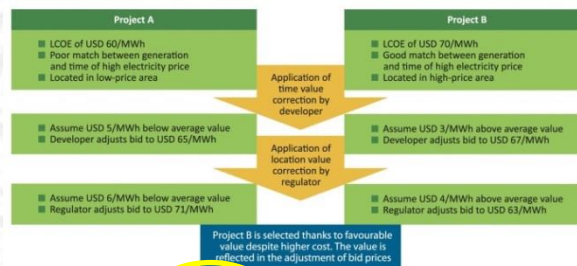 Project A
■ LCOE of USD 60/MWh
■ Poor match between generation
and time of high electricity price
■ Located in low-price area
Project B
■ LCOE of USD 70/MWh
■ Good match between generation
and time of high electricity price
■ Located in high-price area
Application of
time value
correction by
developer
■ Assume USD 5/MWh below average value
■ Developer adjusts bid to USD 65/MWh
■ Assume USD 3/MWh above average value
■ Developer adjusts bid to USD 67/MWh
Application of
location value
correction by
regulator
■ Assume USD 6/MWh below average value
■ Regulator adjusts bid to USD 71/MWh
■ Assume USD 4/MWh above average value
■ Regulator adjusts bid to USD 63/MWh
Project B is selected thanks to favourable
value despite higher cost. The value is
reflected in the adjustment of bid prices